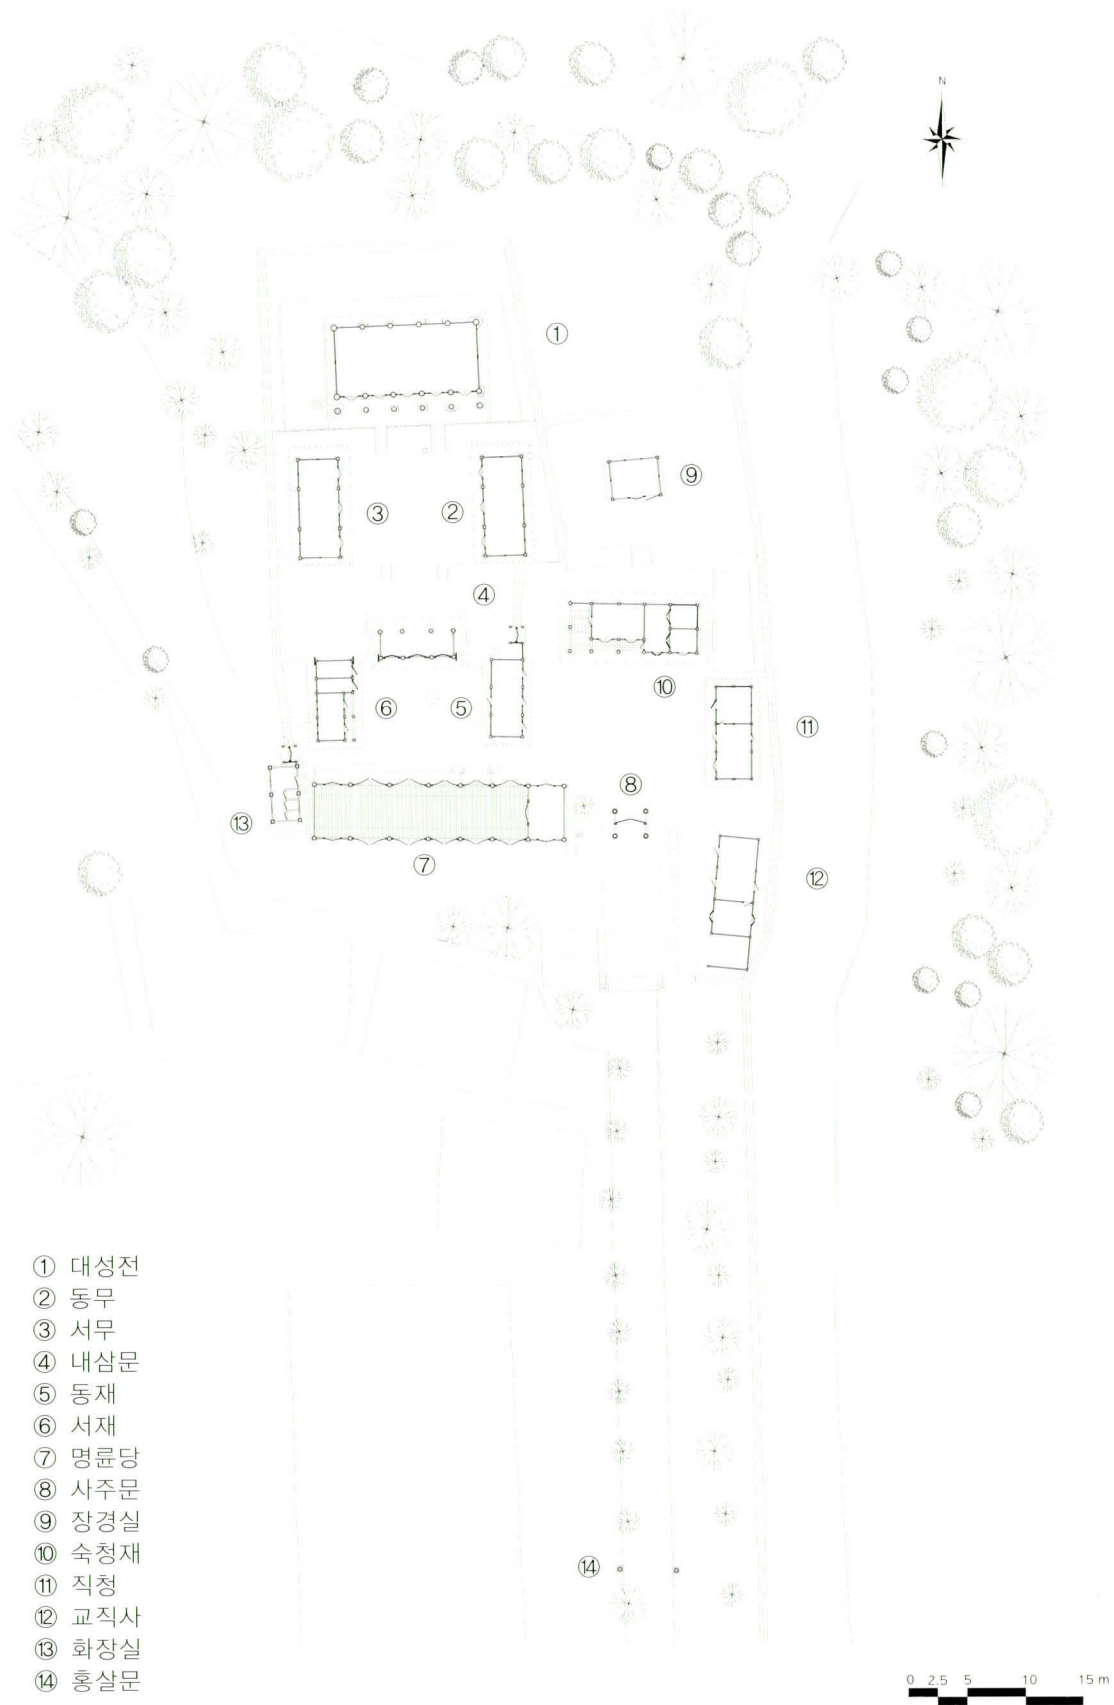 N
①
⑨
③
②
④
⑩
⑥
⑤
⑪
⑧
⑬
⑦
⑫
⑭
① 대성전
② 동무
③ 서무
④ 내삼문
⑤ 동재
⑥ 서재
⑦ 명륜당
⑧ 사주문
⑨ 장경실
⑩ 숙청재
⑪ 직청
⑫ 교직사
⑬ 화장실
⑭ 홍살문
0 2.5 5 10 15 m